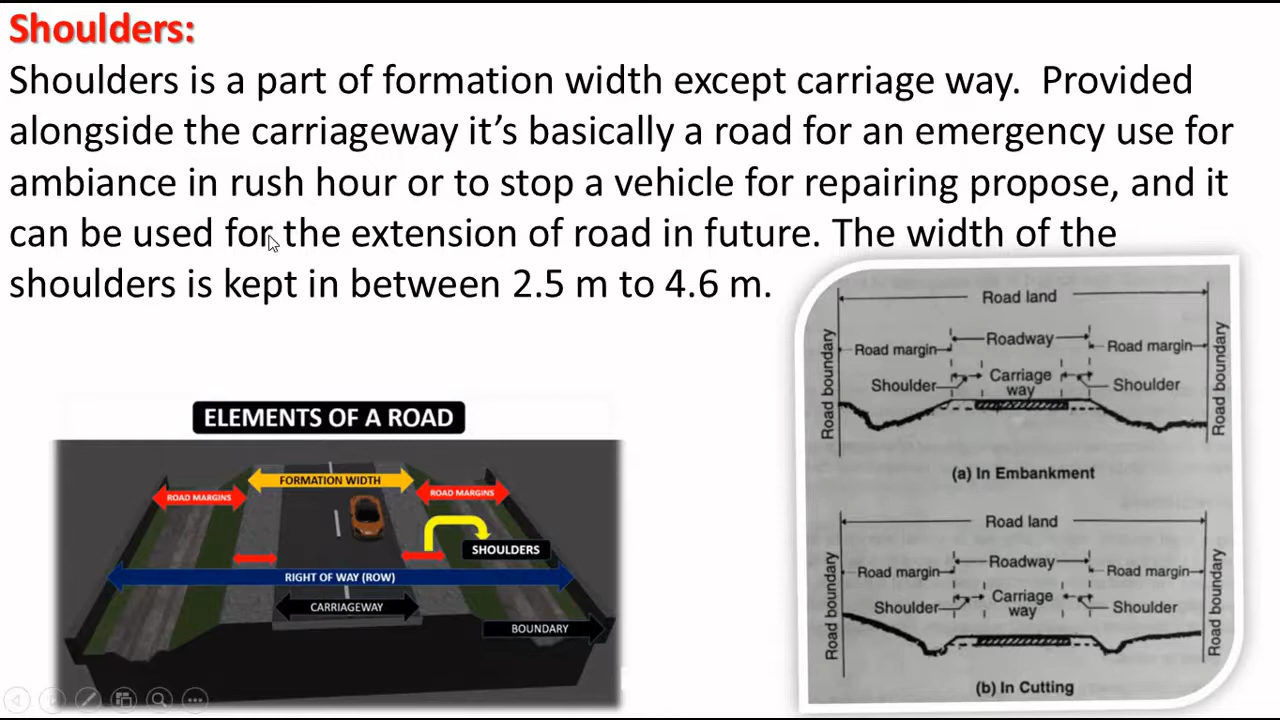 Shoulders:
Shoulders is a part of formation width except carriage way. Provided
alongside the carriageway it’s basically a road for an emergency use for
ambiance in rush hour or to stop a vehicle for repairing propose, and it
can be used for the extension of road in future. The width of the
shoulders is kept in between 2.5 m to 4.6 m.
ELEMENTS OF A ROAD
FORMATION WIDTH
ROAD MARGINS
ROAD MARGINS
SHOULDERS
RIGHT OF WAY (ROW)
CARRIAGEWAY
BOUNDARY
Road land
Roadway
Road margin
Road margin
Shoulder
Carriage
way
Shoulder
Road boundary
Road boundary
(a) In Embankment
Road land
Roadway
Road margin
Road margin
Shoulder
Carriage
way
Shoulder
Road boundary
Road boundary
(b) In Cutting